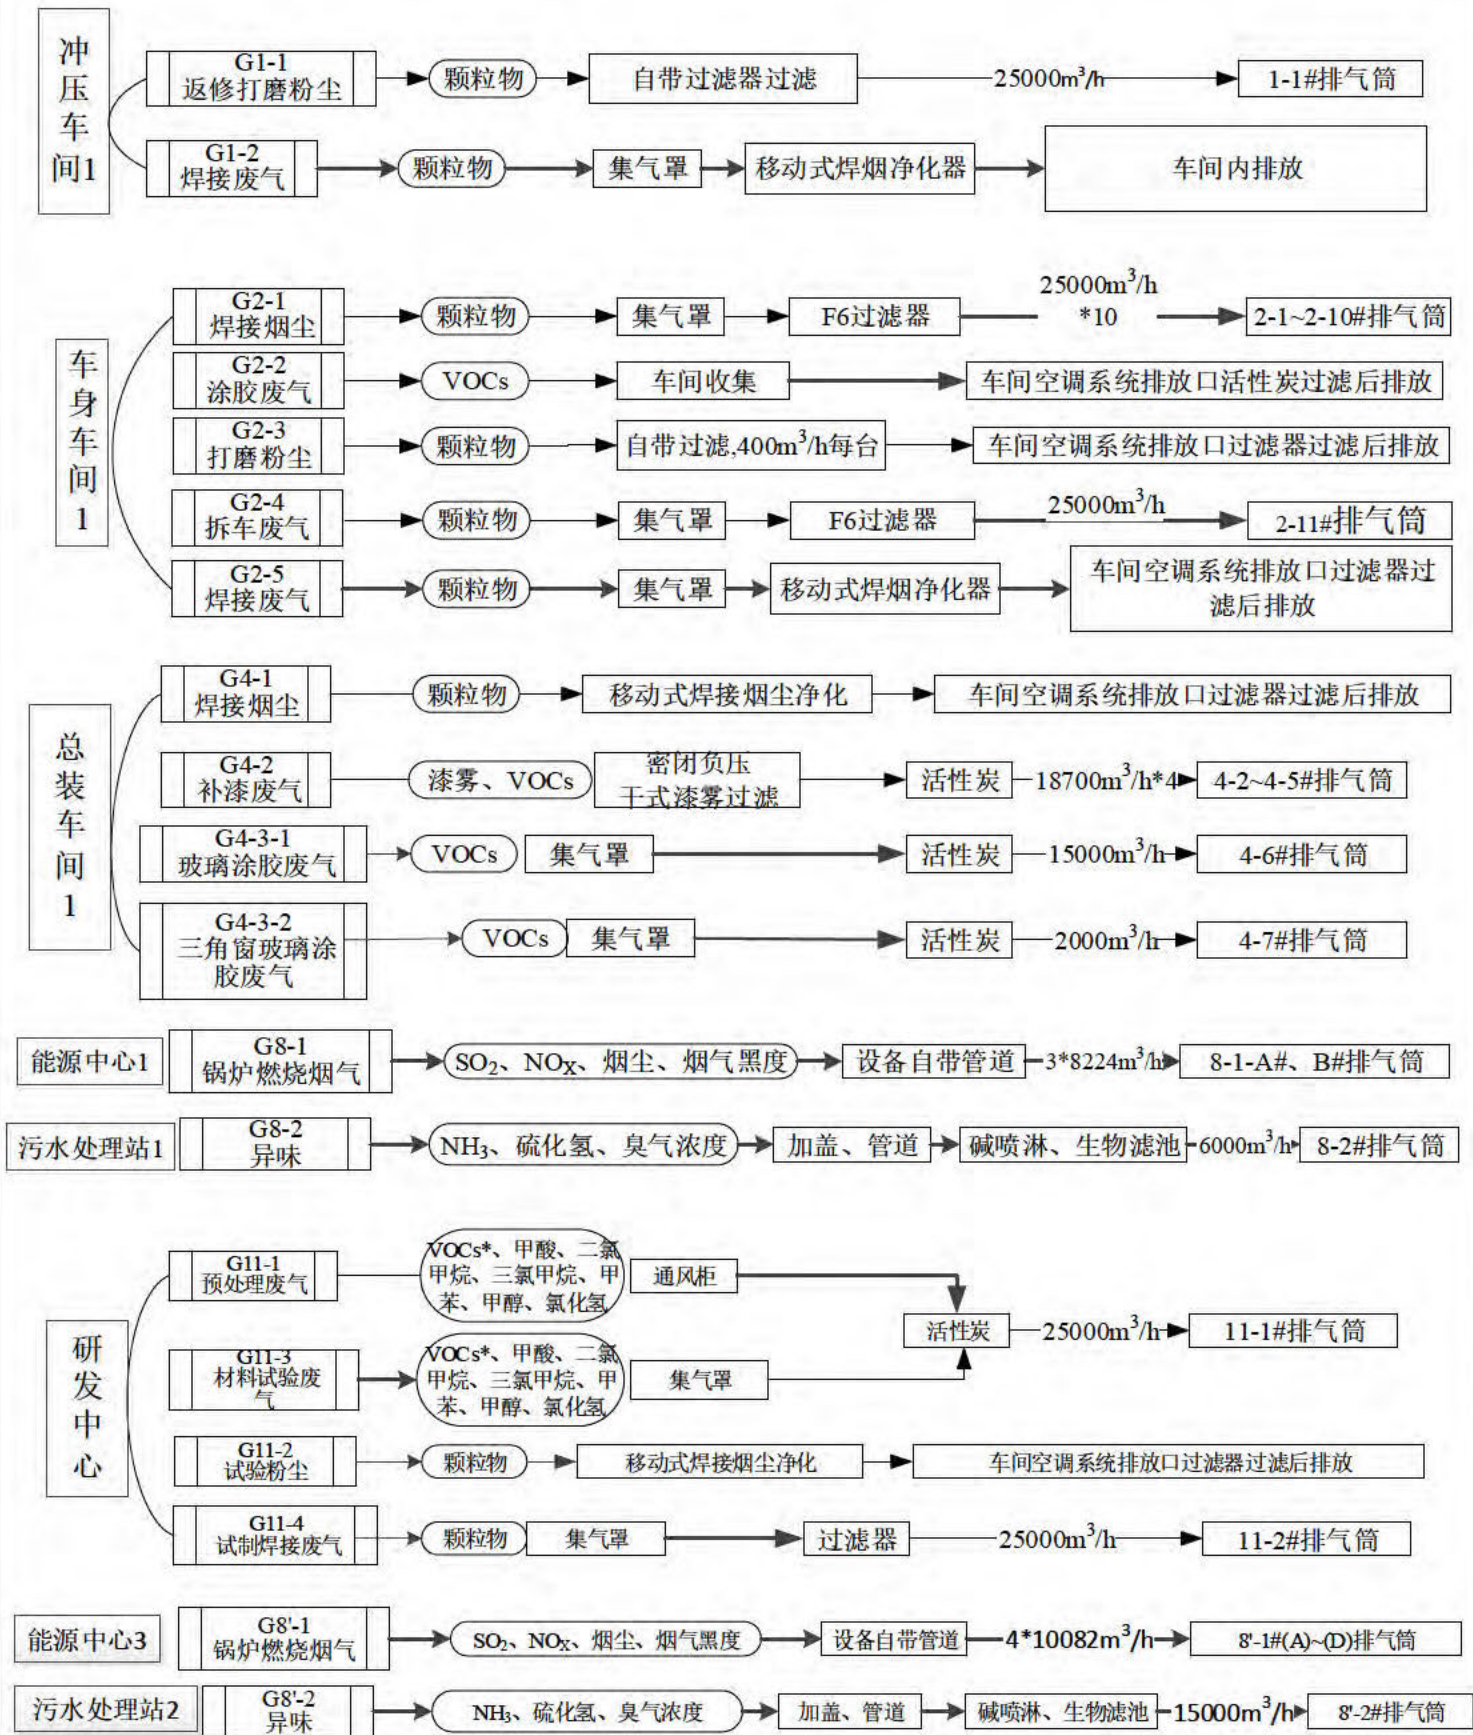 冲压车间1
G1-1
返修打磨粉尘
颗粒物
自带过滤器过滤
25000m³/h
1-1#排气筒
G1-2
焊接废气
颗粒物
集气罩
移动式焊烟净化器
车间内排放
车身车间1
G2-1
焊接烟尘
颗粒物
集气罩
F6过滤器
25000m³/h
*10
2-1~2-10#排气筒
G2-2
涂胶废气
VOCs
车间收集
车间空调系统排放口活性炭过滤后排放
G2-3
打磨粉尘
颗粒物
自带过滤,400m³/h每台
车间空调系统排放口过滤器过滤后排放
G2-4
拆车废气
颗粒物
集气罩
F6过滤器
25000m³/h
2-11#排气筒
G2-5
焊接废气
颗粒物
集气罩
移动式焊烟净化器
车间空调系统排放口过滤器过
滤后排放
总装车间1
G4-1
焊接烟尘
颗粒物
移动式焊接烟尘净化
车间空调系统排放口过滤器过滤后排放
G4-2
补漆废气
漆雾、VOCs
密闭负压
干式漆雾过滤
活性炭
18700m³/h*4
4-2~4-5#排气筒
G4-3-1
玻璃涂胶废气
VOCs
集气罩
活性炭
15000m³/h
4-6#排气筒
G4-3-2
三角窗玻璃涂
胶废气
VOCs
集气罩
活性炭
2000m³/h
4-7#排气筒
能源中心1
G8-1
锅炉燃烧烟气
SO₂、NOX、烟尘、烟气黑度
设备自带管道
3*8224m³/h
8-1-A#、B#排气筒
污水处理站1
G8-2
异味
NH₃、硫化氢、臭气浓度
加盖、管道
碱喷淋、生物滤池
6000m³/h
8-2#排气筒
研发中心
G11-1
预处理废气
VOCs*、甲酸、二氯
甲烷、三氯甲烷、甲
苯、甲醇、氯化氢
通风柜
活性炭
25000m³/h
11-1#排气筒
G11-3
材料试验废
气
VOCs*、甲酸、二氯
甲烷、三氯甲烷、甲
苯、甲醇、氯化氢
集气罩
G11-2
试验粉尘
颗粒物
移动式焊接烟尘净化
车间空调系统排放口过滤器过滤后排放
G11-4
试制焊接废气
颗粒物
集气罩
过滤器
25000m³/h
11-2#排气筒
能源中心3
G8'-1
锅炉燃烧烟气
SO₂、NOX、烟尘、烟气黑度
设备自带管道
4*10082m³/h
8'-1#(A)~(D)排气筒
污水处理站2
G8'-2
异味
NH₃、硫化氢、臭气浓度
加盖、管道
碱喷淋、生物滤池
15000m³/h
8'-2#排气筒